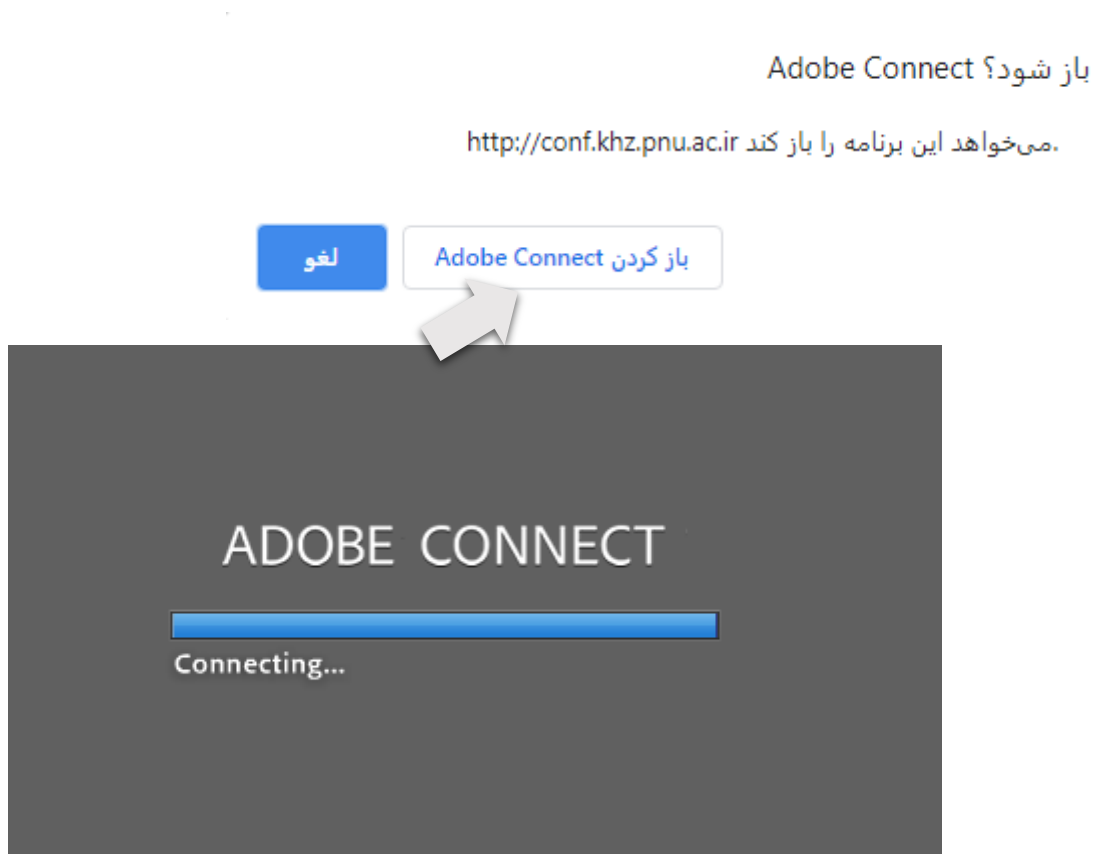 باز شود؟ Adobe Connect
.می‌خواهد این برنامه را باز کند http://conf.khz.pnu.ac.ir
باز کردن Adobe Connect
لغو
ADOBE CONNECT
Connecting...